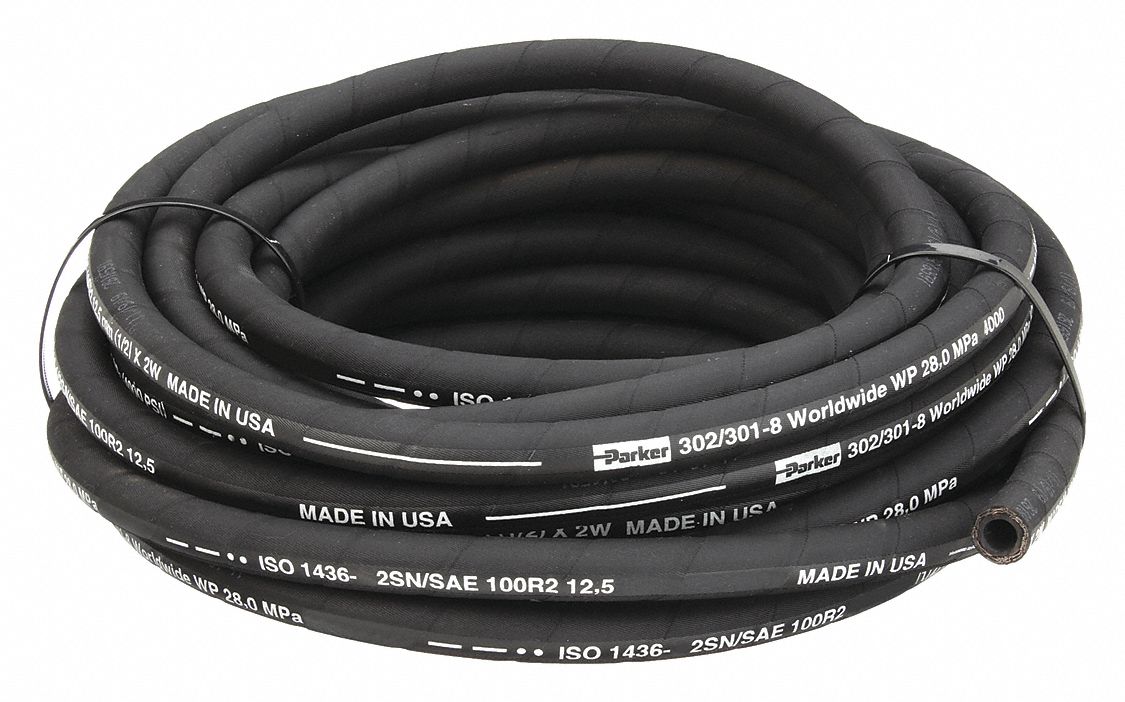 28,0 MPa
12,5 mm (1/2) X 2W MADE IN USA
— — • • ISO 1
Parker 302/301-8 Worldwide WP 28,0 MPa 4000
/SAE 100R2 12,5
— — • • ISO
Parker 302/301-8 Worldwide WP 28,0 MPa
MADE IN USA
(1/2) X 2W MADE IN USA
WP 28,0 MPa
— — • • ISO 1436- 2SN/SAE 100R2 12,5
MADE IN USA
Worldwide WP 28,0 MPa
— — • • ISO 1436- 2SN/SAE 100R2